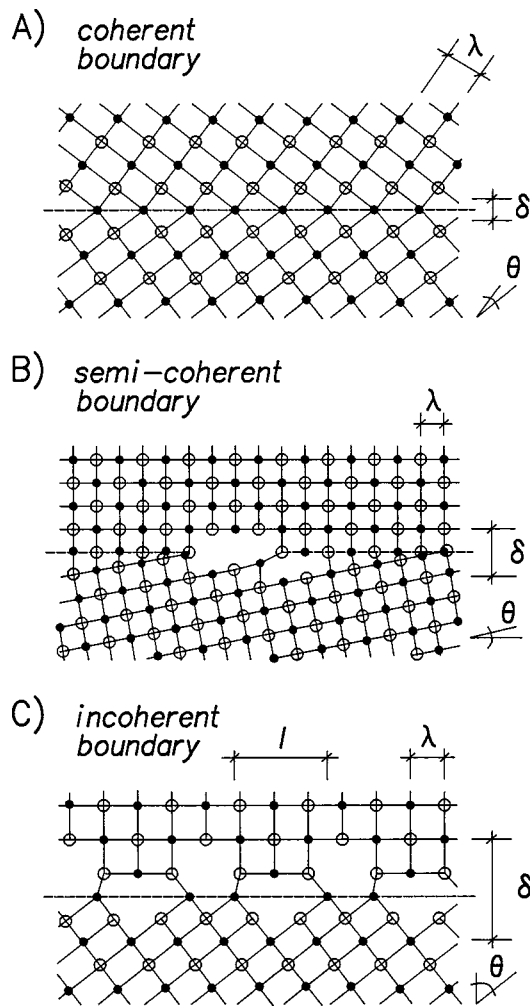 A) coherent
boundary
λ
δ
θ
B) semi-coherent
boundary
λ
δ
θ
C) incoherent
boundary
l
λ
δ
θ